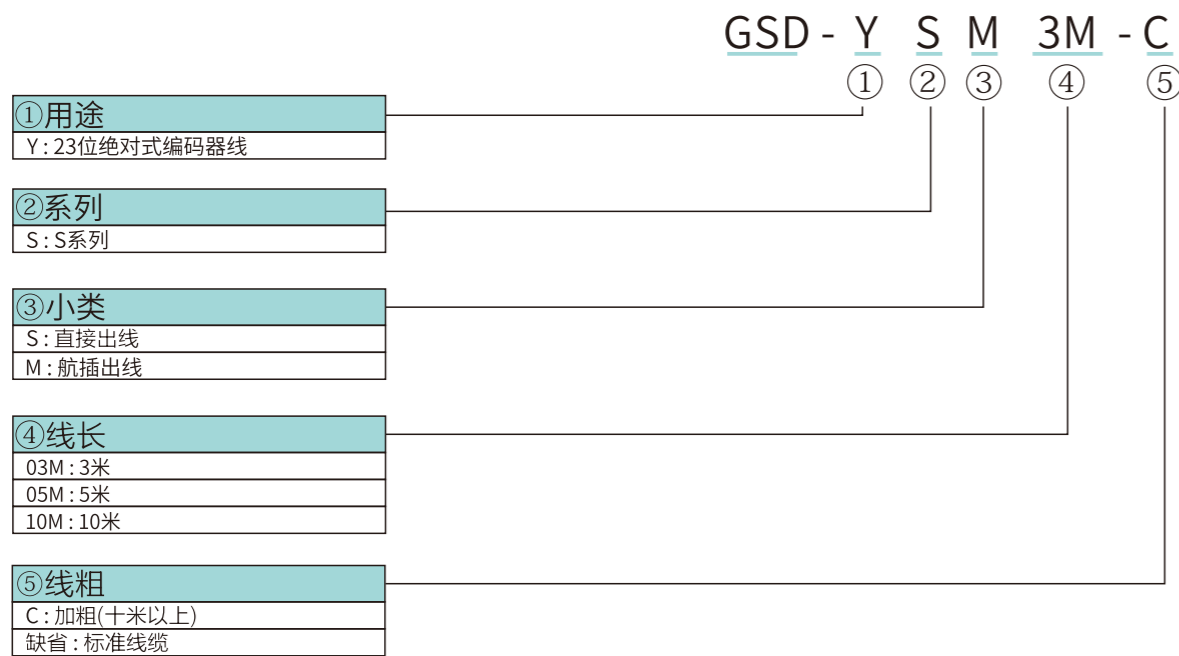 GSD - Y S M 3M - C
① ② ③ ④ ⑤
①用途
Y : 23位绝对式编码器线
②系列
S : S系列
③小类
S : 直接出线
M : 航插出线
④线长
03M : 3米
05M : 5米
10M : 10米
⑤线粗
C : 加粗(十米以上)
缺省 : 标准线缆